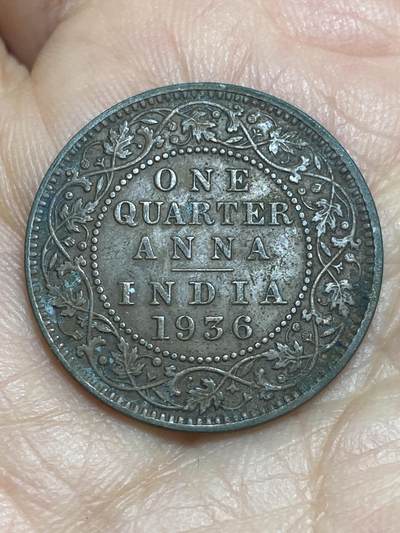 ONE
QUARTER
ANNA
INDIA
1936